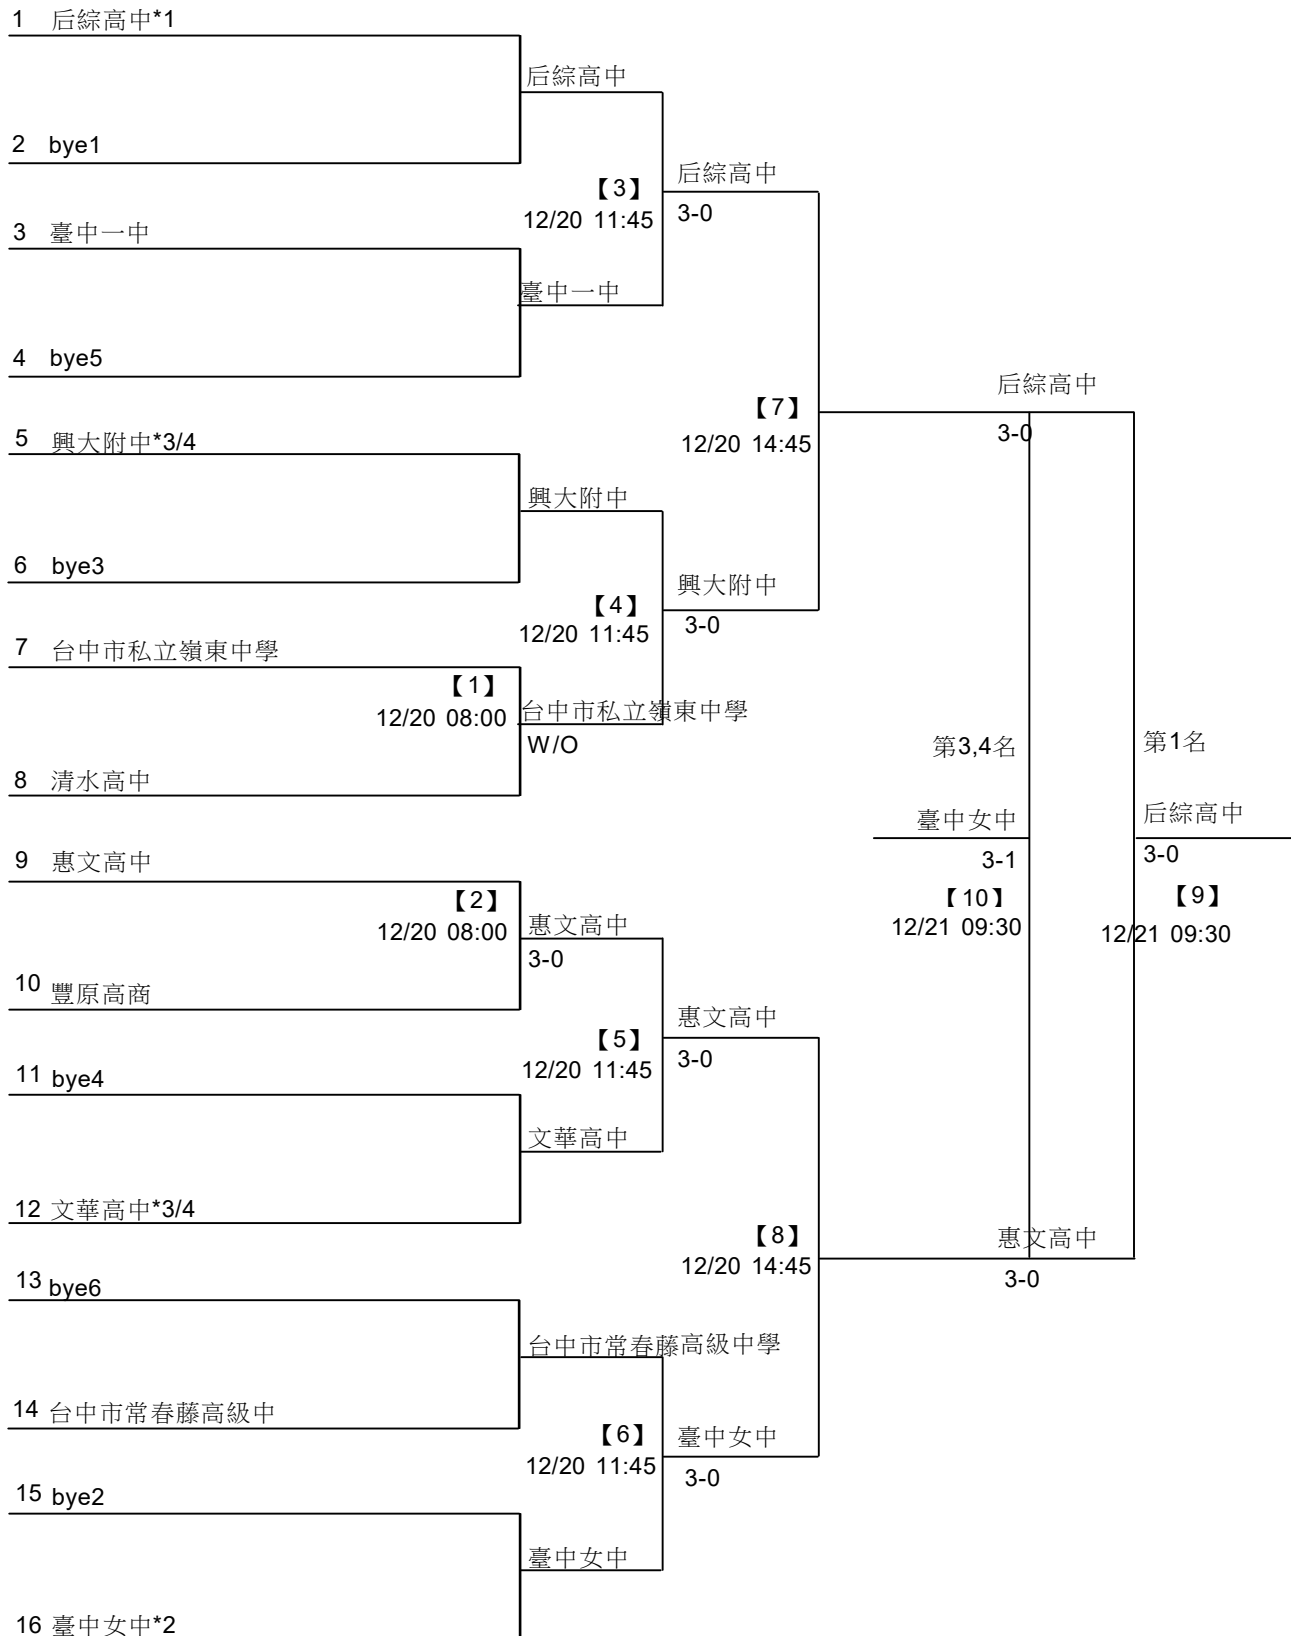 1 后綜高中*1
后綜高中
2 bye1
后綜高中
【3】
12/20 11:45
3-0
3 臺中一中
臺中一中
4 bye5
后綜高中
【7】
3-0
12/20 14:45
5 興大附中*3/4
興大附中
6 bye3
興大附中
【4】
12/20 11:45
3-0
7 台中市私立嶺東中學
【1】
12/20 08:00
台中市私立嶺東中學
W/O
第3,4名
第1名
8 清水高中
臺中女中
后綜高中
3-1
3-0
9 惠文高中
【10】
【9】
12/21 09:30
12/21 09:30
【2】
12/20 08:00
惠文高中
3-0
10 豐原高商
惠文高中
【5】
12/20 11:45
3-0
11 bye4
文華高中
12 文華高中*3/4
【8】
惠文高中
12/20 14:45
3-0
13 bye6
台中市常春藤高級中學
14 台中市常春藤高級中
【6】
臺中女中
12/20 11:45
3-0
15 bye2
臺中女中
16 臺中女中*2